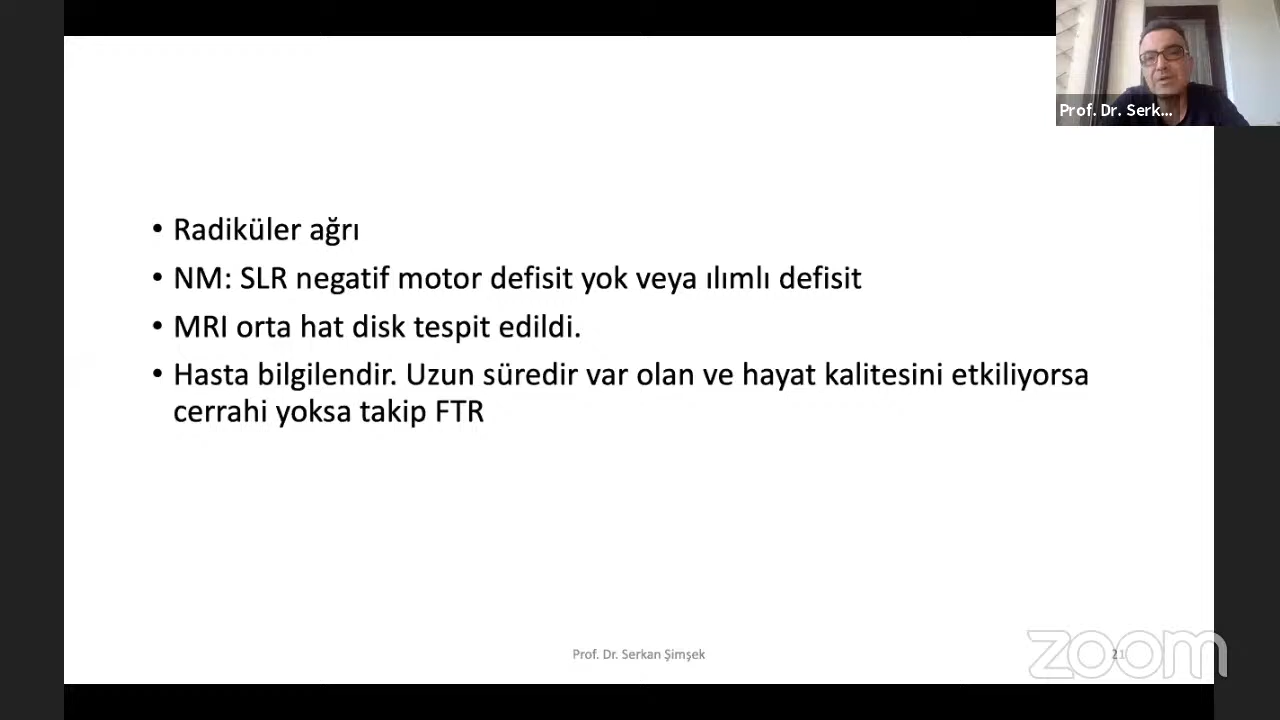 Prof. Dr. Serk...
• Radiküler ağrı
• NM: SLR negatif motor defisit yok veya ılımlı defisit
• MRI orta hat disk tespit edildi.
• Hasta bilgilendir. Uzun süredir var olan ve hayat kalitesini etkiliyorsa
cerrahi yoksa takip FTR
Prof. Dr. Serkan Şimşek
21
zoom